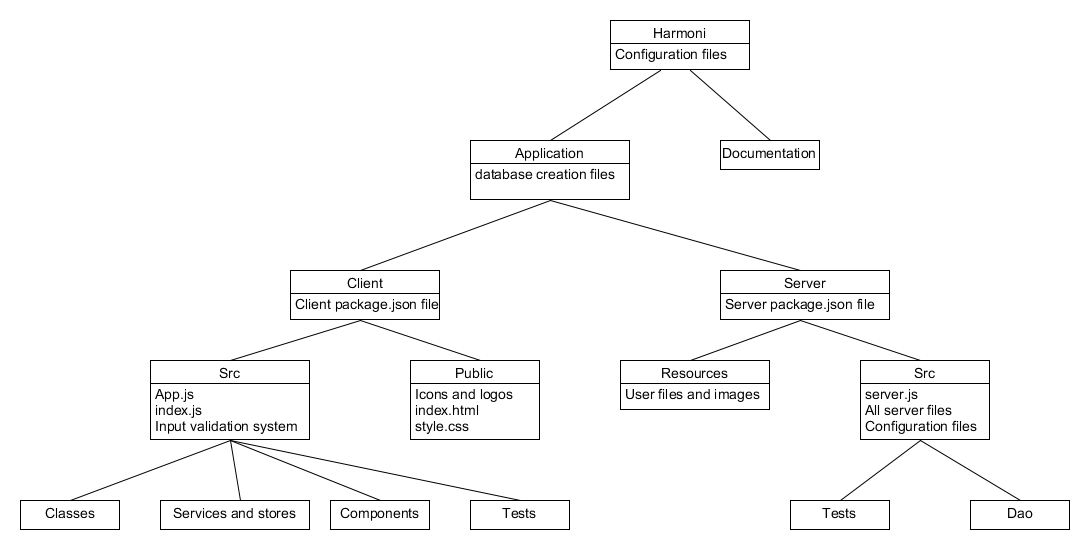 Harmoni
Configuration files
Application
database creation files
Documentation
Client
Client package.json file
Server
Server package.json file
Src
App.js
index.js
Input validation system
Public
Icons and logos
index.html
style.css
Resources
User files and images
Src
server.js
All server files
Configuration files
Classes
Services and stores
Components
Tests
Tests
Dao